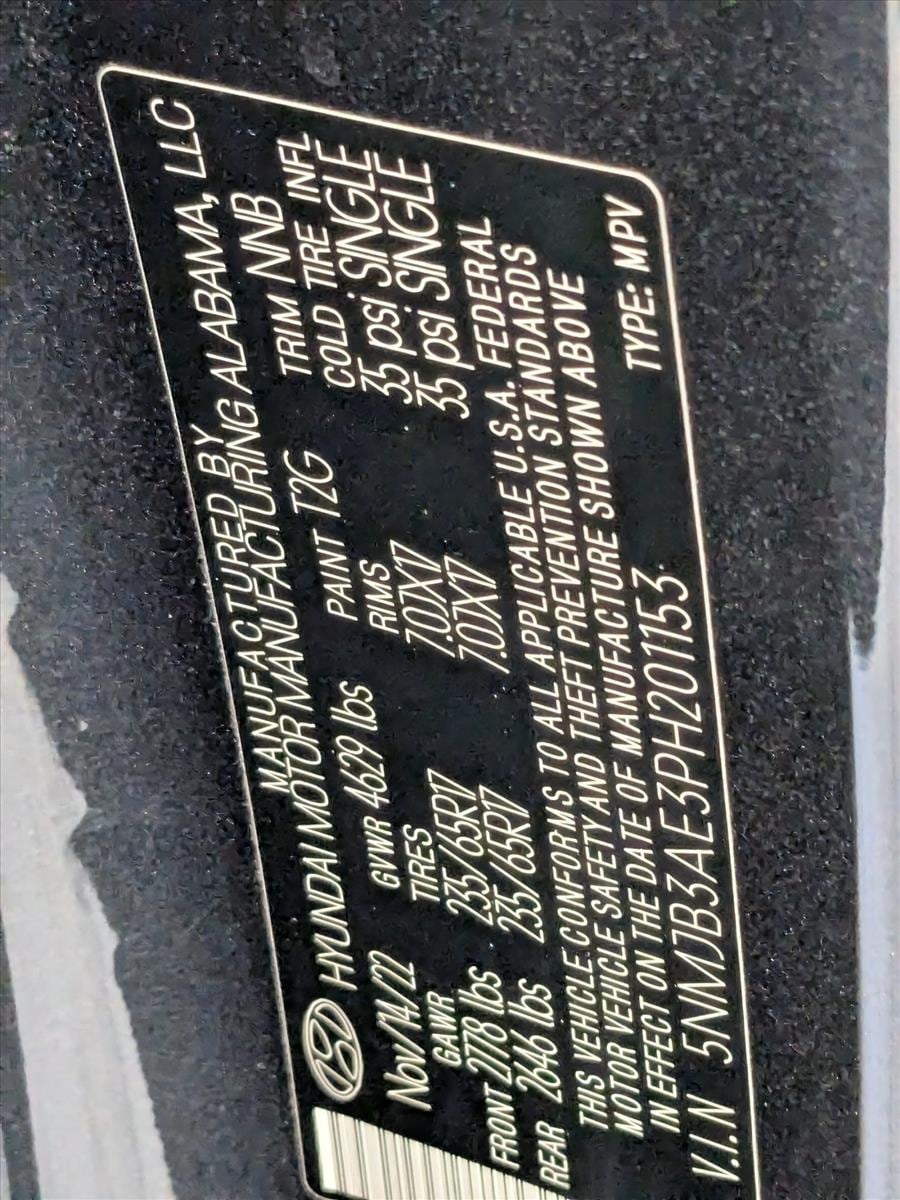 MANUFACTURED BY
HYUNDAI MOTOR MANUFACTURING ALABAMA, LLC
Nov/14/22 GVWR 4629 lbs PAINT T2G TRIM NNB
GAWR TIRES RIMS COLD TIRE INFL
FRONT 2778 lbs 235/65R17 7.0JX17 35 psi SINGLE
REAR 2646 lbs 235/65R17 7.0JX17 35 psi SINGLE
THIS VEHICLE CONFORMS TO ALL APPLICABLE U.S.A. FEDERAL
MOTOR VEHICLE SAFETY AND THEFT PREVENTION STANDARDS
IN EFFECT ON THE DATE OF MANUFACTURE SHOWN ABOVE
V.I.N 5NMJB3AE3PH201153 TYPE: MPV